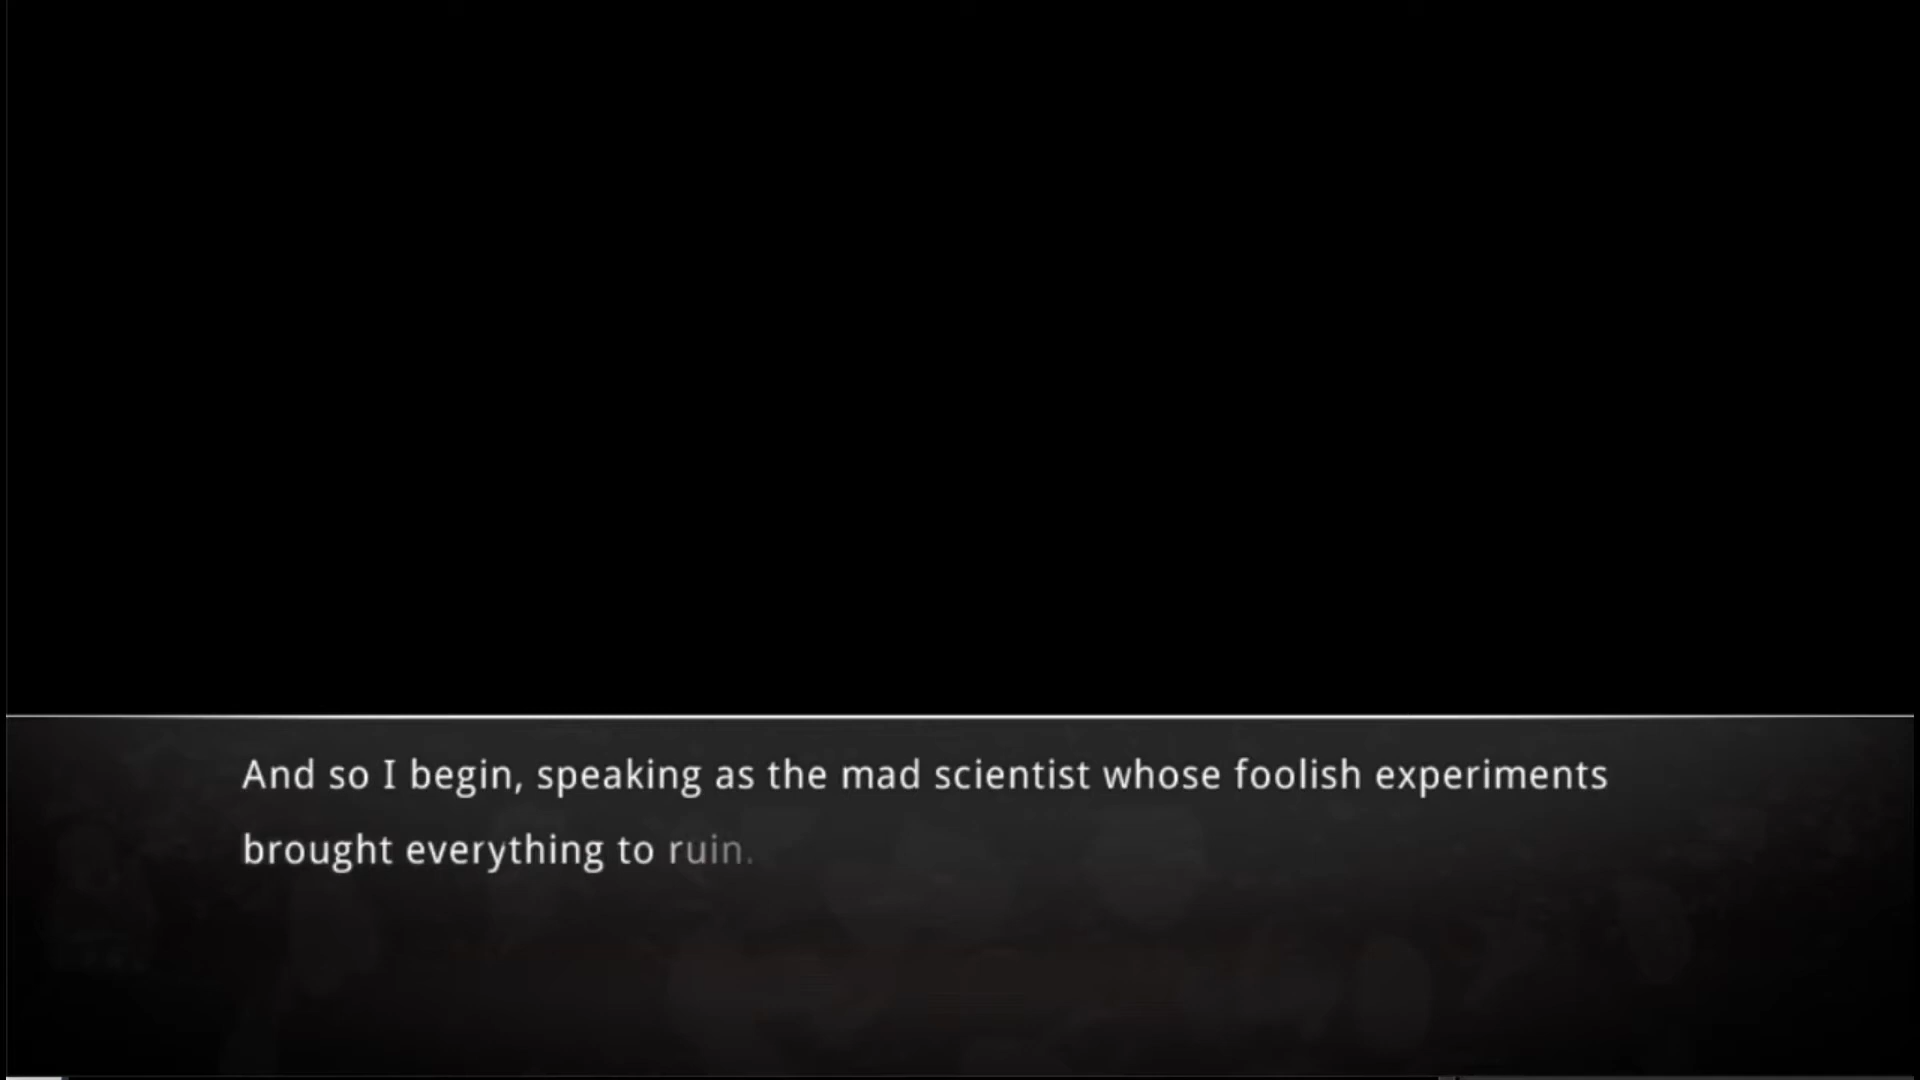 And so I begin, speaking as the mad scientist whose foolish experiments
brought everything to ruin.